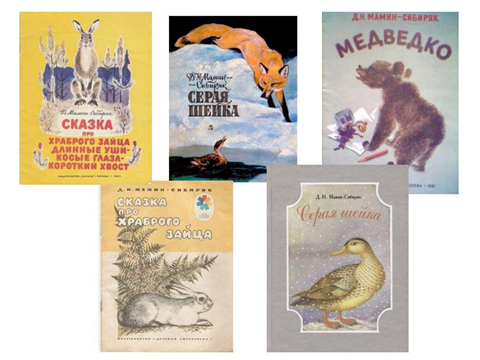 Д. Мамин-Сибиряк
СКАЗКА
ПРО
ХРАБРОГО ЗАЙЦА
ДЛИННЫЕ УШИ-
КОСЫЕ ГЛАЗА-
КОРОТКИЙ ХВОСТ
Д.Н.Мамин-
Сибиряк
СЕРАЯ
ШЕЙКА
Д.Н. МАМИН-СИБИРЯК
МЕДВЕДКО
Д. Н. МАМИН-СИБИРЯК
СКАЗКА
ПРО
ХРАБРОГО
ЗАЙЦА
Д. Н. Мамин-Сибиряк
Серая шейка